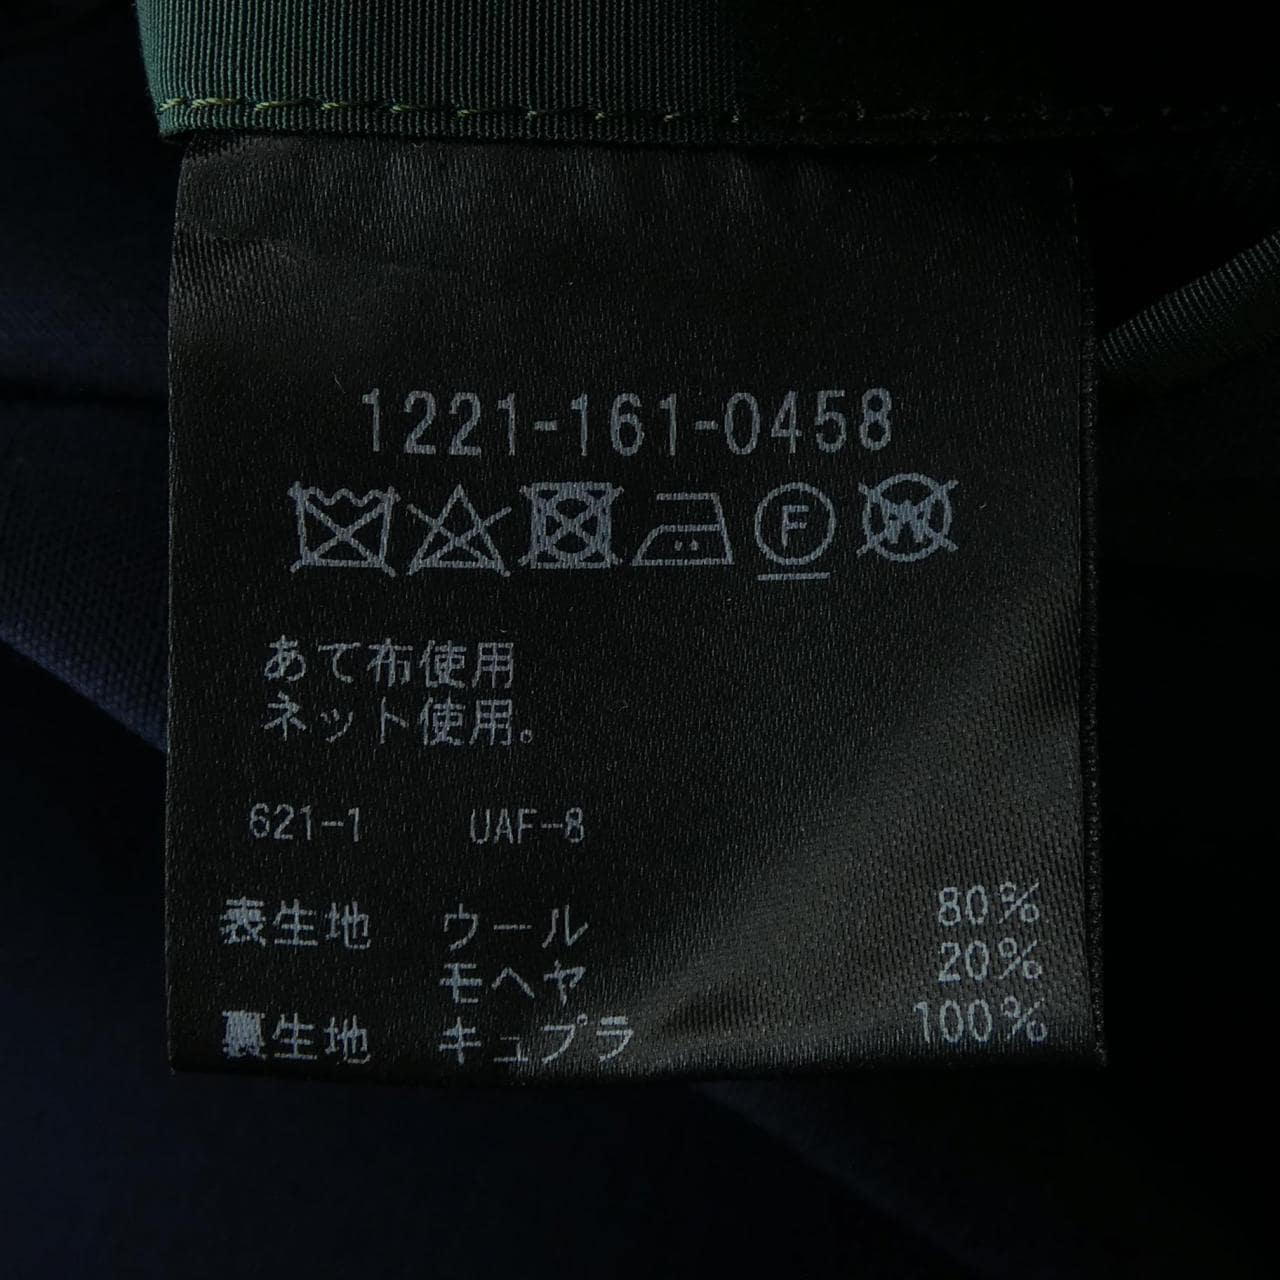 1221-161-0458
F
W
あて布使用
ネット使用。
621-1 UAF-8
表生地 ウール 80%
モヘヤ 20%
裏生地 キュプラ 100%